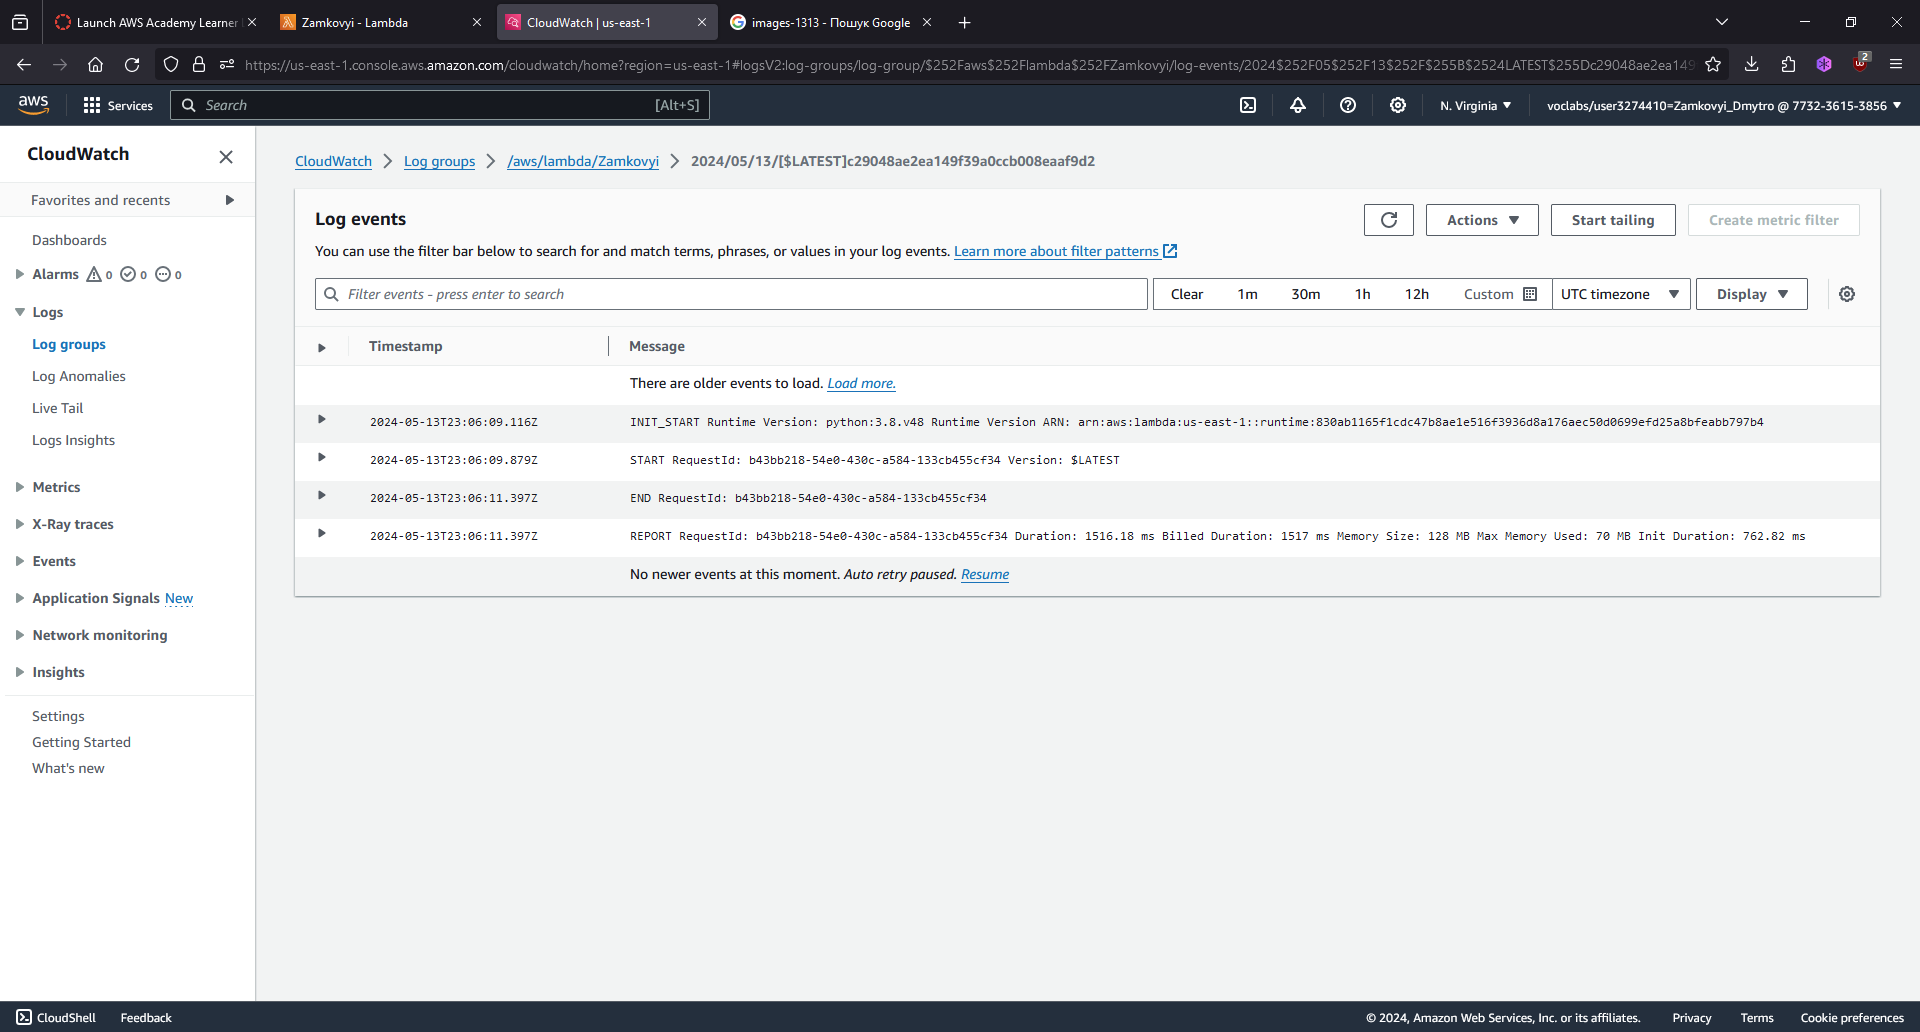 Launch AWS Academy Learner
Zamkovyi - Lambda
CloudWatch | us-east-1
images-1313 - Пошук Google
https://us-east-1.console.aws.amazon.com/cloudwatch/home?region=us-east-1#logsV2:log-groups/log-group/$252Faws$252Flambda$252FZamkovyi/log-events/2024$252F05$252F13$252F$255B$2524LATEST$255Dc29048ae2ea149
2
aws
Services
Search
[Alt+S]
N. Virginia
voclabs/user3274410=Zamkovyi_Dmytro @ 7732-3615-3856
CloudWatch
Favorites and recents
Dashboards
Alarms 0 0 0
Logs
Log groups
Log Anomalies
Live Tail
Logs Insights
Metrics
X-Ray traces
Events
Application Signals New
Network monitoring
Insights
Settings
Getting Started
What's new
CloudWatch
Log groups
/aws/lambda/Zamkovyi
2024/05/13/[$LATEST]c29048ae2ea149f39a0ccb008eaaf9d2
Log events
Actions
Start tailing
Create metric filter
You can use the filter bar below to search for and match terms, phrases, or values in your log events. Learn more about filter patterns
Filter events - press enter to search
Clear 1m 30m 1h 12h Custom
UTC timezone
Display
Timestamp Message
There are older events to load. Load more.
2024-05-13T23:06:09.116Z INIT_START Runtime Version: python:3.8.v48 Runtime Version ARN: arn:aws:lambda:us-east-1::runtime:830ab1165f1cdc47b8ae1e516f3936d8a176aec50d0699efd25a8bfeabb797b4
2024-05-13T23:06:09.879Z START RequestId: b43bb218-54e0-430c-a584-133cb455cf34 Version: $LATEST
2024-05-13T23:06:11.397Z END RequestId: b43bb218-54e0-430c-a584-133cb455cf34
2024-05-13T23:06:11.397Z REPORT RequestId: b43bb218-54e0-430c-a584-133cb455cf34 Duration: 1516.18 ms Billed Duration: 1517 ms Memory Size: 128 MB Max Memory Used: 70 MB Init Duration: 762.82 ms
No newer events at this moment. Auto retry paused. Resume
CloudShell
Feedback
© 2024, Amazon Web Services, Inc. or its affiliates.
Privacy
Terms
Cookie preferences